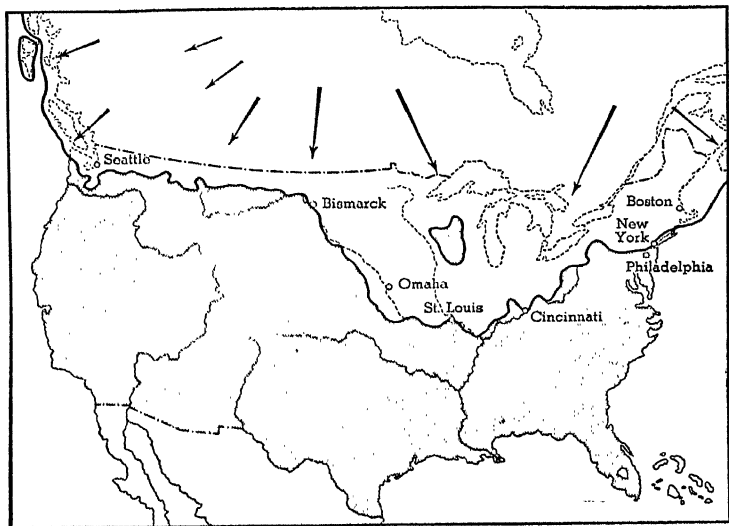 Seattle
Bismarck
Boston
New
York
Philadelphia
Omaha
St. Louis
Cincinnati